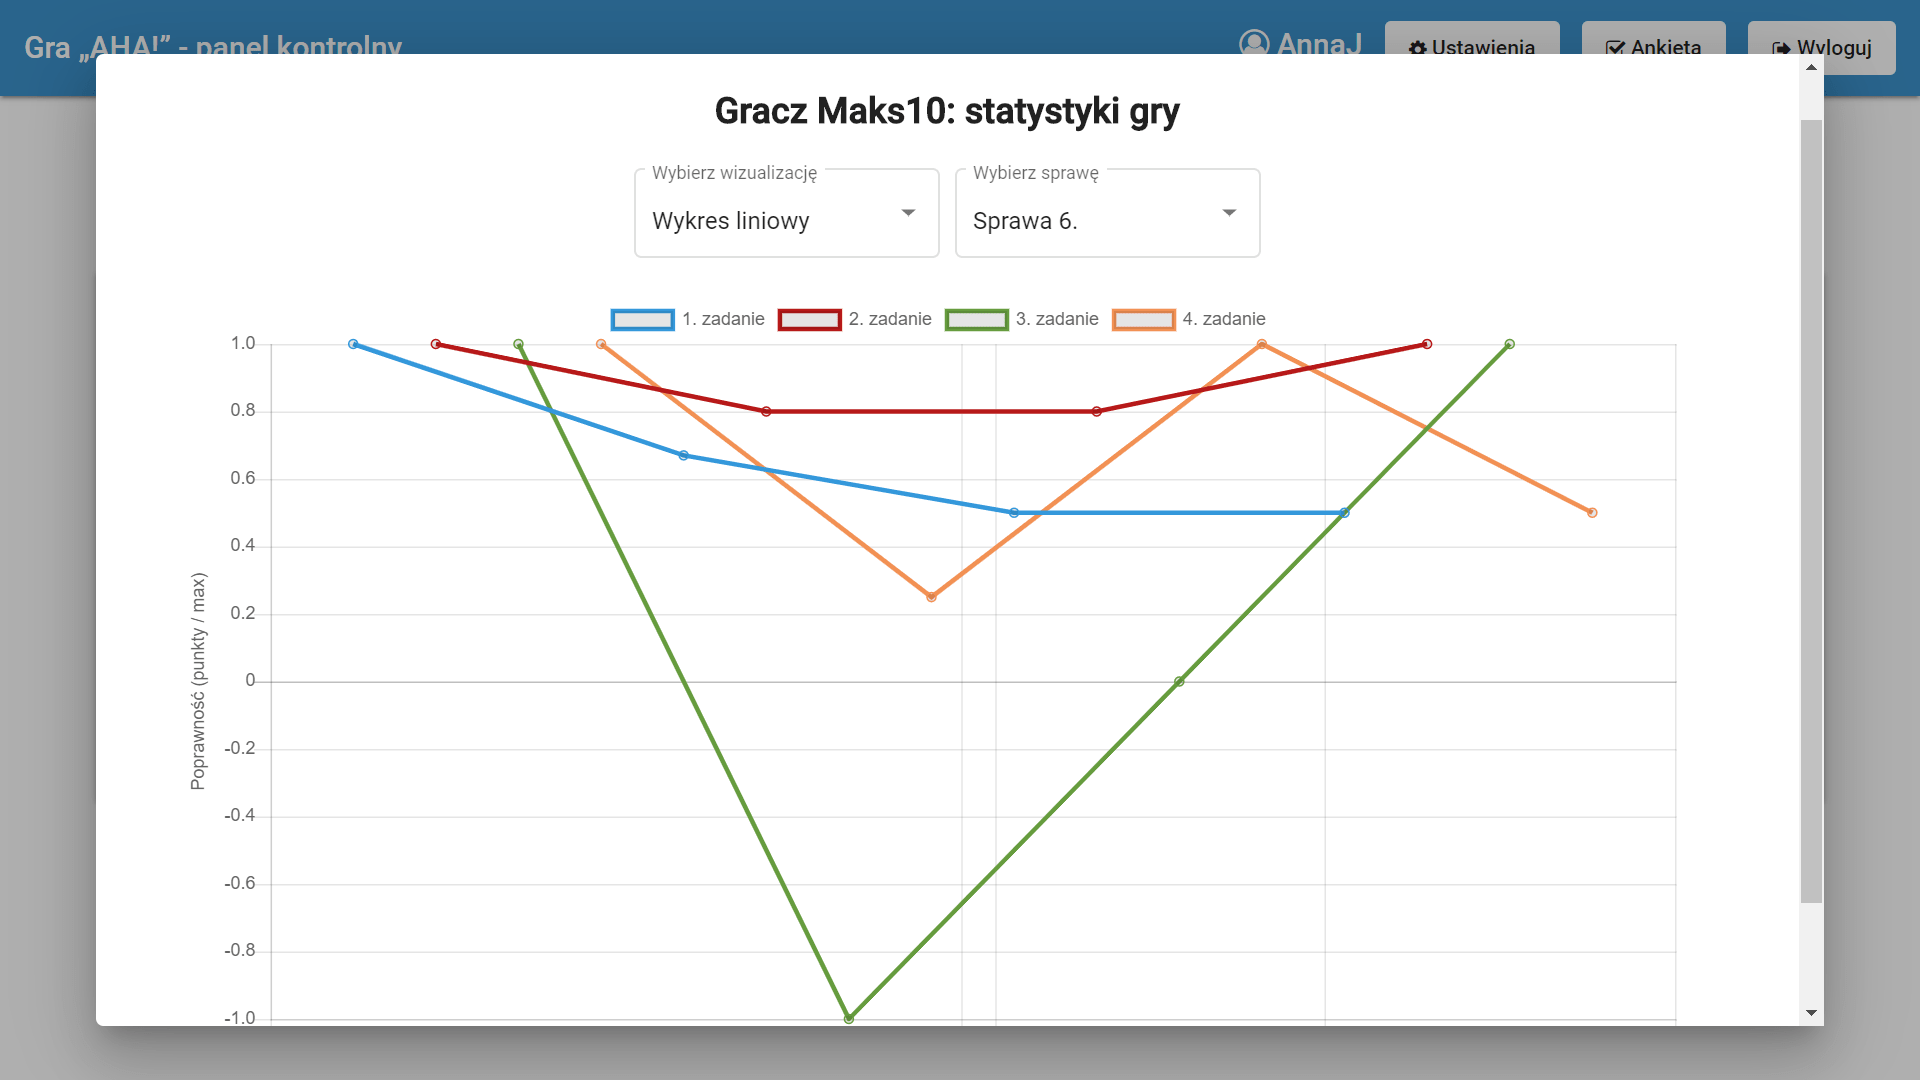 Gra „AHA!” - panel kontrolny
AnnaJ
Ustawienia
Ankieta
Wyloguj
Gracz Maks10: statystyki gry
Wybierz wizualizację
Wykres liniowy
Wybierz sprawę
Sprawa 6.
1. zadanie
2. zadanie
3. zadanie
4. zadanie
Poprawność (punkty / max)
1.0
0.8
0.6
0.4
0.2
0
-0.2
-0.4
-0.6
-0.8
-1.0